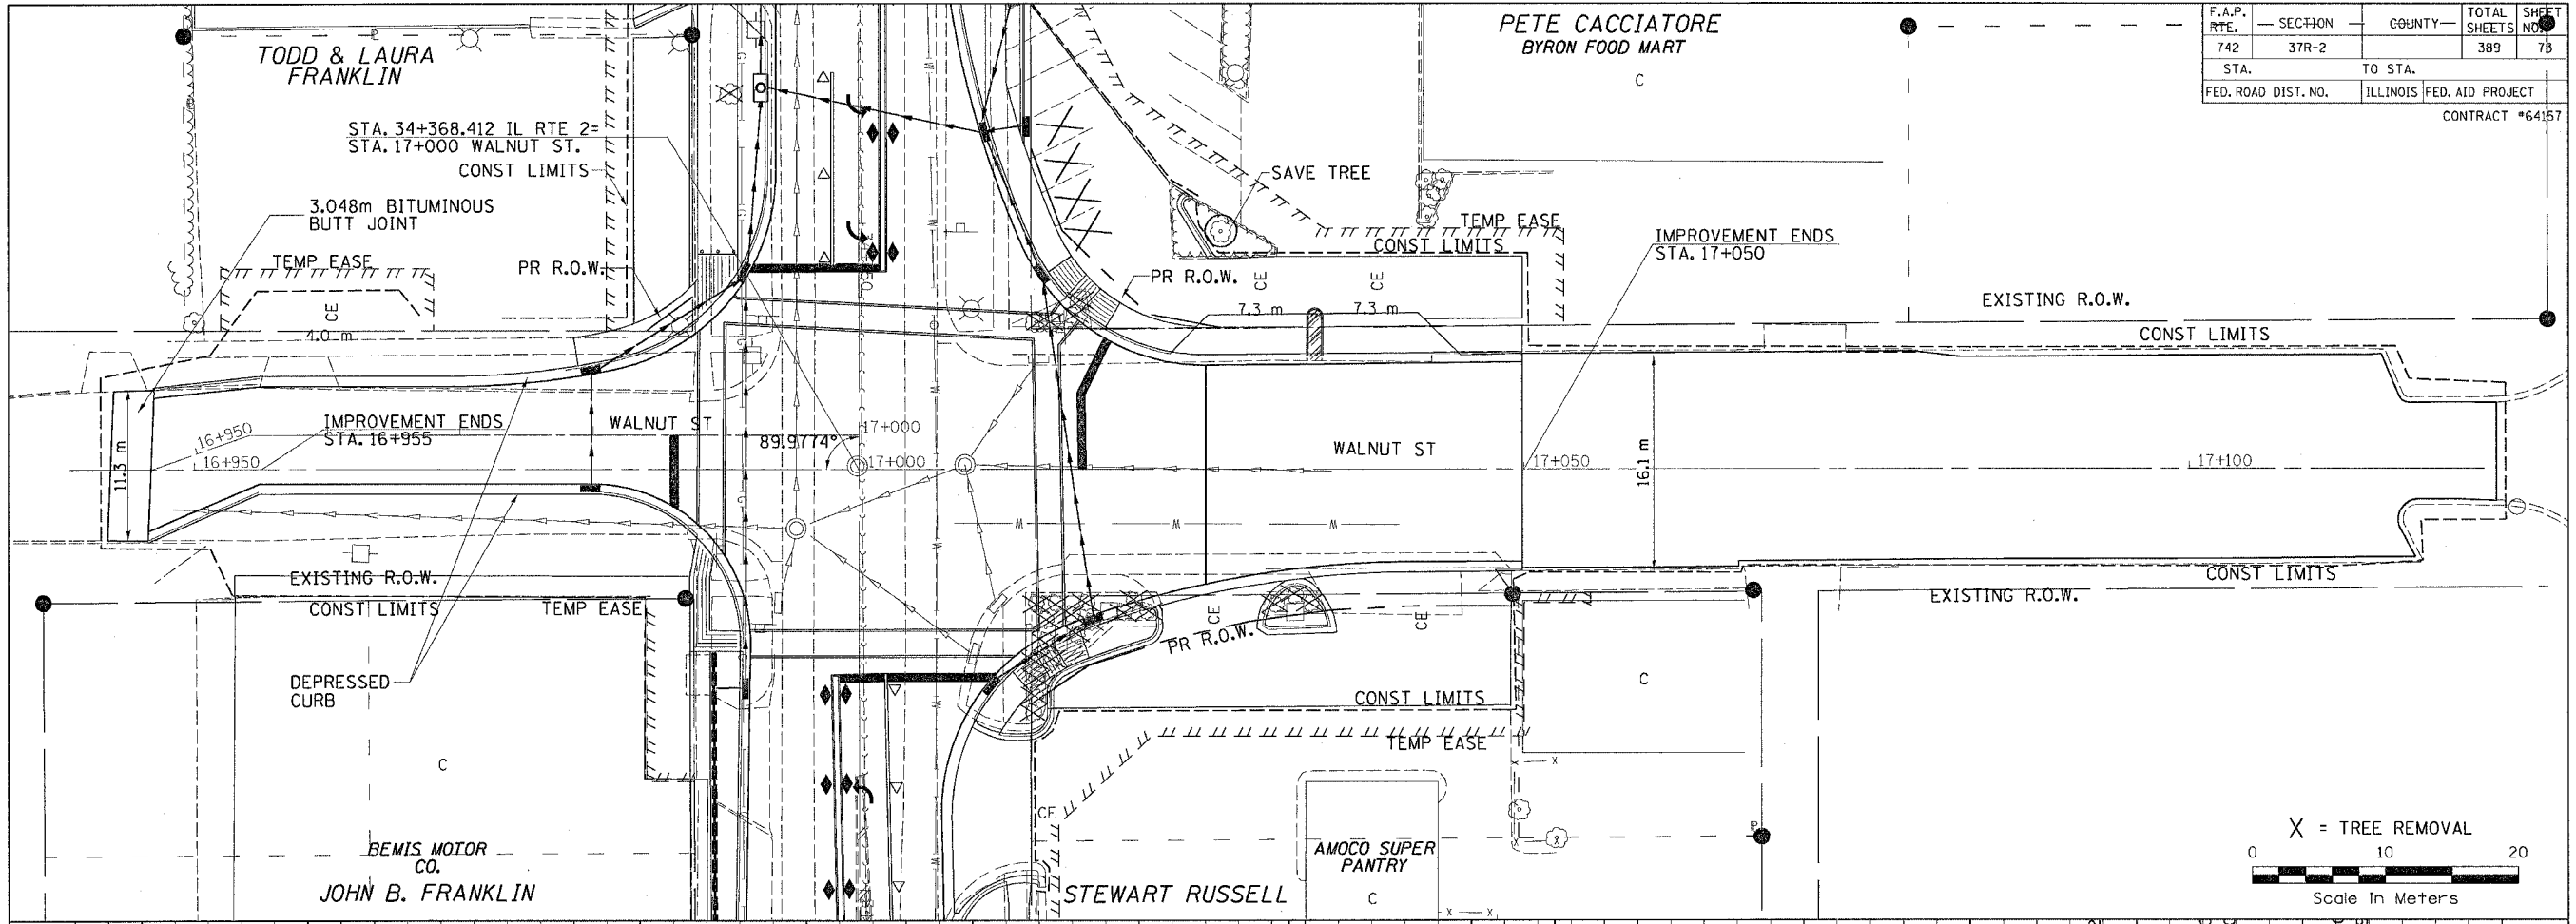 TODD & LAURA
FRANKLIN
PETE CACCIATORE
BYRON FOOD MART
C
F.A.P. RTE. SECTION COUNTY TOTAL SHEETS SHEET NO.
742 37R-2 389 73
STA. TO STA.
FED. ROAD DIST. NO. ILLINOIS FED. AID PROJECT
CONTRACT #64157
STA. 34+368.412 IL RTE 2=
STA. 17+000 WALNUT ST.
CONST LIMITS
3.048m BITUMINOUS
BUTT JOINT
SAVE TREE
TEMP EASE
CONST LIMITS
IMPROVEMENT ENDS
STA. 17+050
TEMP EASE
PR R.O.W.
CE
4.0 m
PR R.O.W.
CE
CE
7.3 m
7.3 m
EXISTING R.O.W.
CONST LIMITS
11.3 m
16+950
16+950
IMPROVEMENT ENDS
STA. 16+955
WALNUT ST
89.9774°
17+000
17+000
WALNUT ST
17+050
16.1 m
17+100
W
W
W
EXISTING R.O.W.
CONST LIMITS
TEMP EASE
CE
PR R.O.W.
CE
CONST LIMITS
EXISTING R.O.W.
DEPRESSED
CURB
CONST LIMITS
TEMP EASE
C
C
CE
BEMIS MOTOR
CO.
JOHN B. FRANKLIN
STEWART RUSSELL
AMOCO SUPER
PANTRY
C
X = TREE REMOVAL
0 10 20
Scale in Meters